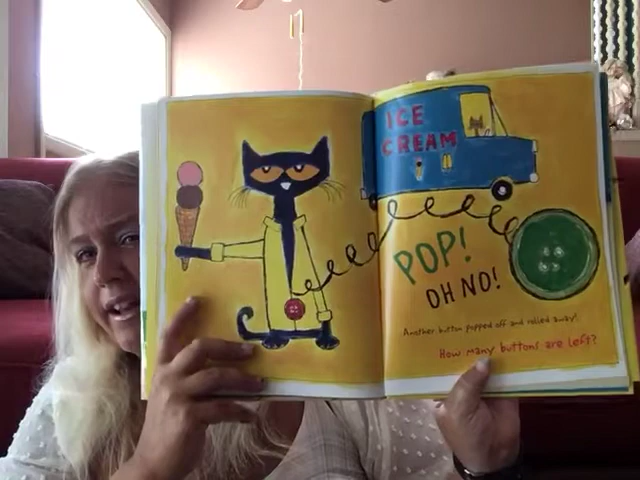 ICE
CREAM
POP!
OH NO!
Another button popped off and rolled away!
How many buttons are left?